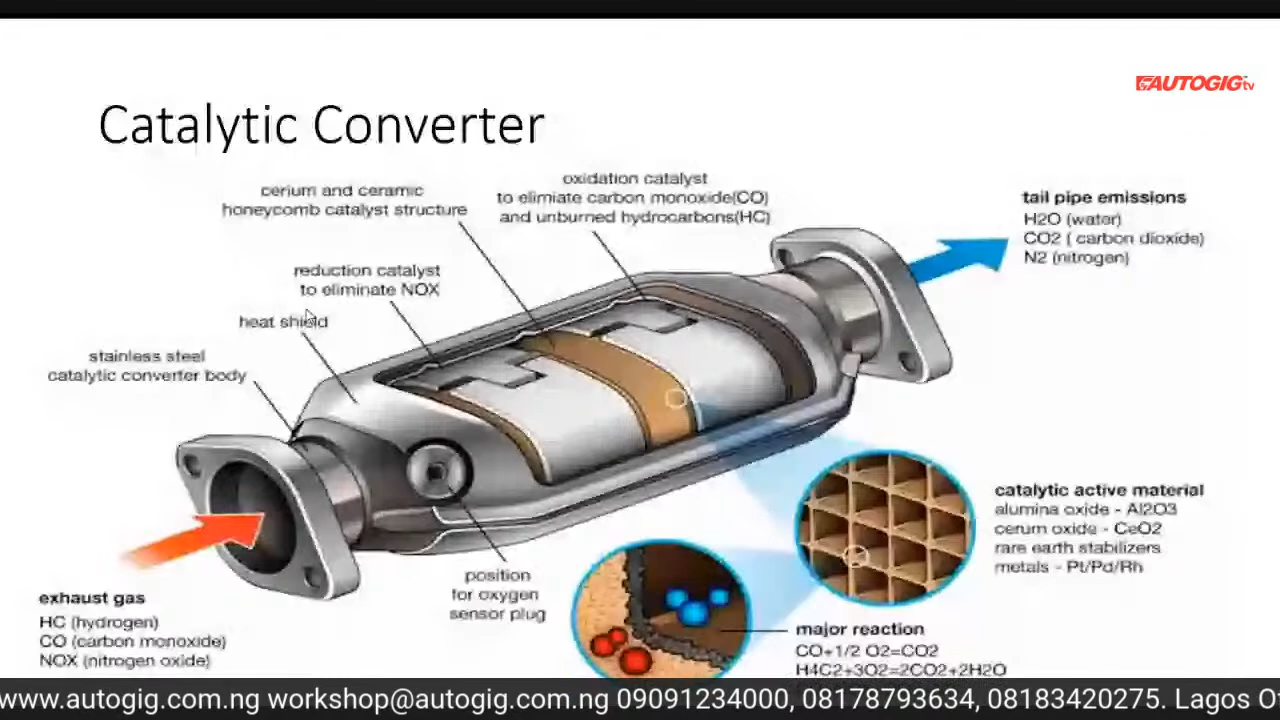 AUTOGIGtv
Catalytic Converter
cerium and ceramic
honeycomb catalyst structure
oxidation catalyst
to elimiate carbon monoxide(CO)
and unburned hydrocarbons(HC)
tail pipe emissions
H2O (water)
CO2 ( carbon dioxide)
N2 (nitrogen)
reduction catalyst
to eliminate NOX
heat shield
stainless steel
catalytic converter body
catalytic active material
alumina oxide - Al2O3
cerum oxide - CeO2
rare earth stabilizers
metals - Pt/Pd/Rh
position
for oxygen
sensor plug
exhaust gas
HC (hydrogen)
CO (carbon monoxide)
NOX (nitrogen oxide)
major reaction
CO+1/2 O2=CO2
H4C2+3O2=2CO2+2H2O
www.autogig.com.ng workshop@autogig.com.ng 09091234000, 08178793634, 08183420275. Lagos